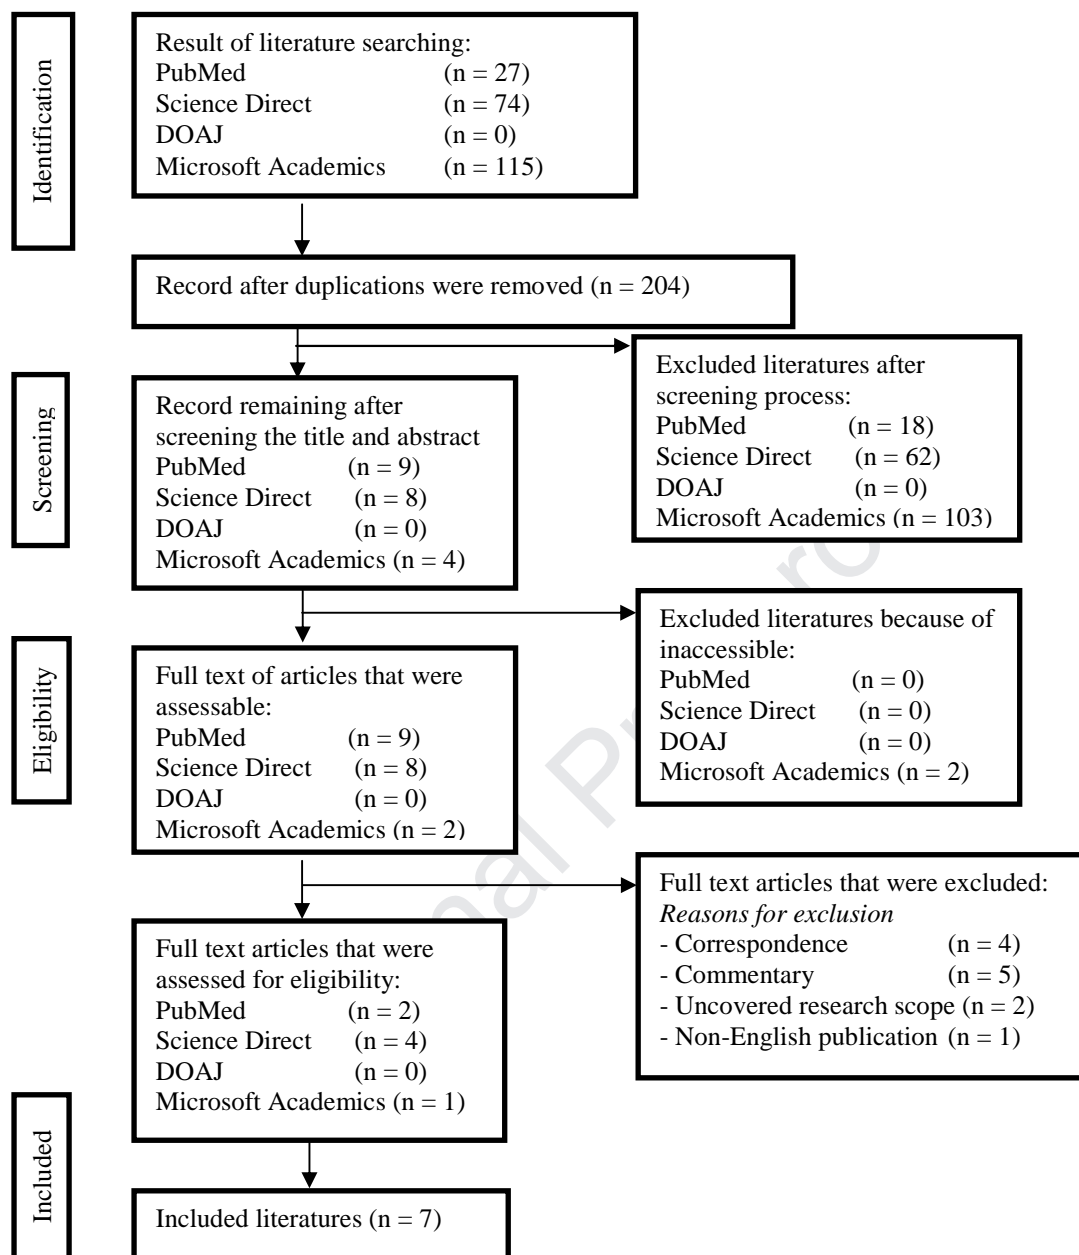 Identification
Result of literature searching:
PubMed (n = 27)
Science Direct (n = 74)
DOAJ (n = 0)
Microsoft Academics (n = 115)
Record after duplications were removed (n = 204)
Screening
Record remaining after
screening the title and abstract
PubMed (n = 9)
Science Direct (n = 8)
DOAJ (n = 0)
Microsoft Academics (n = 4)
Excluded literatures after
screening process:
PubMed (n = 18)
Science Direct (n = 62)
DOAJ (n = 0)
Microsoft Academics (n = 103)
Eligibility
Full text of articles that were
assessable:
PubMed (n = 9)
Science Direct (n = 8)
DOAJ (n = 0)
Microsoft Academics (n = 2)
Excluded literatures because of
inaccessible:
PubMed (n = 0)
Science Direct (n = 0)
DOAJ (n = 0)
Microsoft Academics (n = 2)
Full text articles that were
assessed for eligibility:
PubMed (n = 2)
Science Direct (n = 4)
DOAJ (n = 0)
Microsoft Academics (n = 1)
Full text articles that were excluded:
Reasons for exclusion
- Correspondence (n = 4)
- Commentary (n = 5)
- Uncovered research scope (n = 2)
- Non-English publication (n = 1)
Included
Included literatures (n = 7)